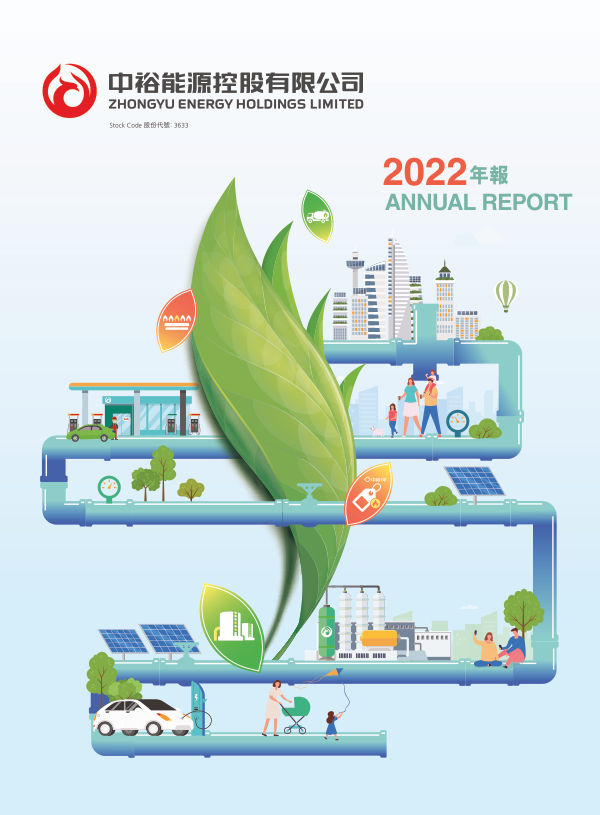 中裕能源控股有限公司
ZHONGYU ENERGY HOLDINGS LIMITED
Stock Code 股份代號: 3633
2022年報
ANNUAL REPORT